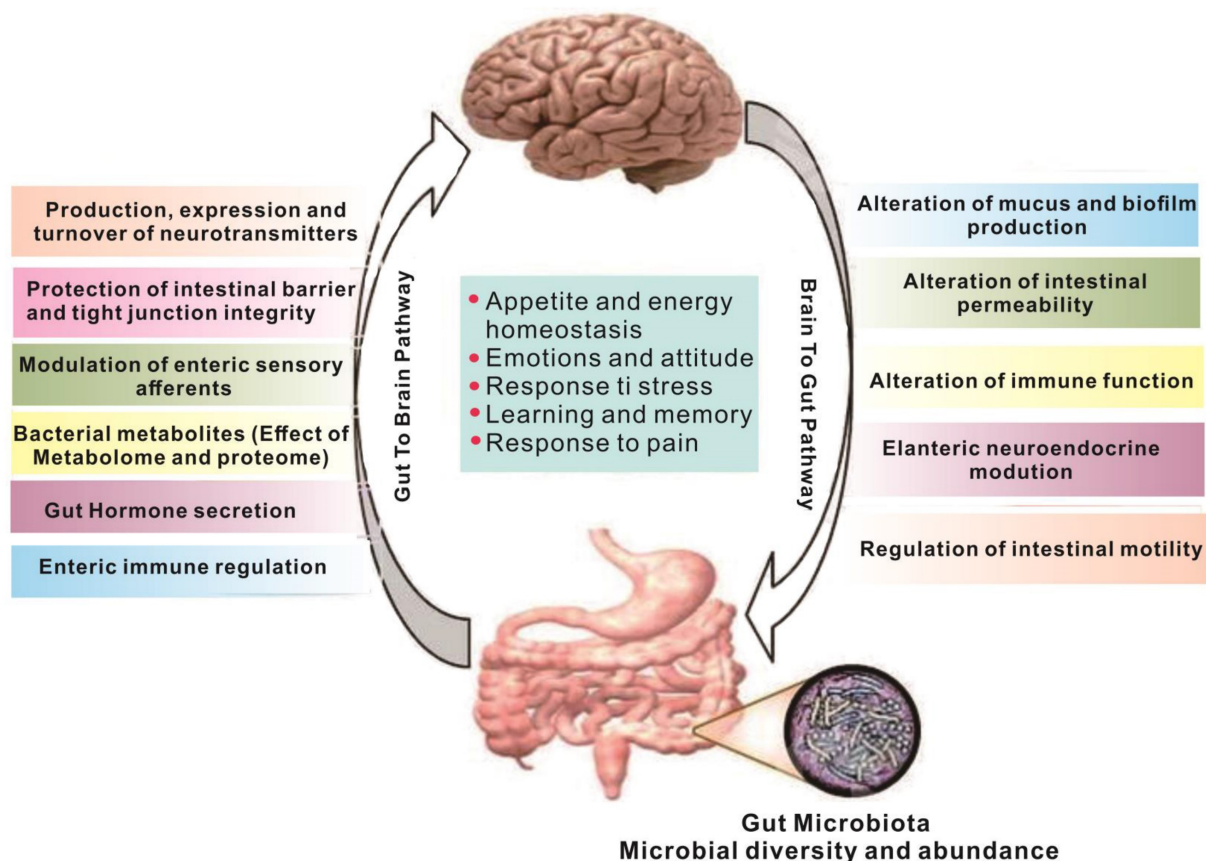 Production, expression and
turnover of neurotransmitters
Protection of intestinal barrier
and tight junction integrity
Modulation of enteric sensory
afferents
Bacterial metabolites (Effect of
Metabolome and proteome)
Gut Hormone secretion
Enteric immune regulation
Gut To Brain Pathway
• Appetite and energy
homeostasis
• Emotions and attitude
• Response ti stress
• Learning and memory
• Response to pain
Brain To Gut Pathway
Alteration of mucus and biofilm
production
Alteration of intestinal
permeability
Alteration of immune function
Elanteric neuroendocrine
modution
Regulation of intestinal motility
Gut Microbiota
Microbial diversity and abundance